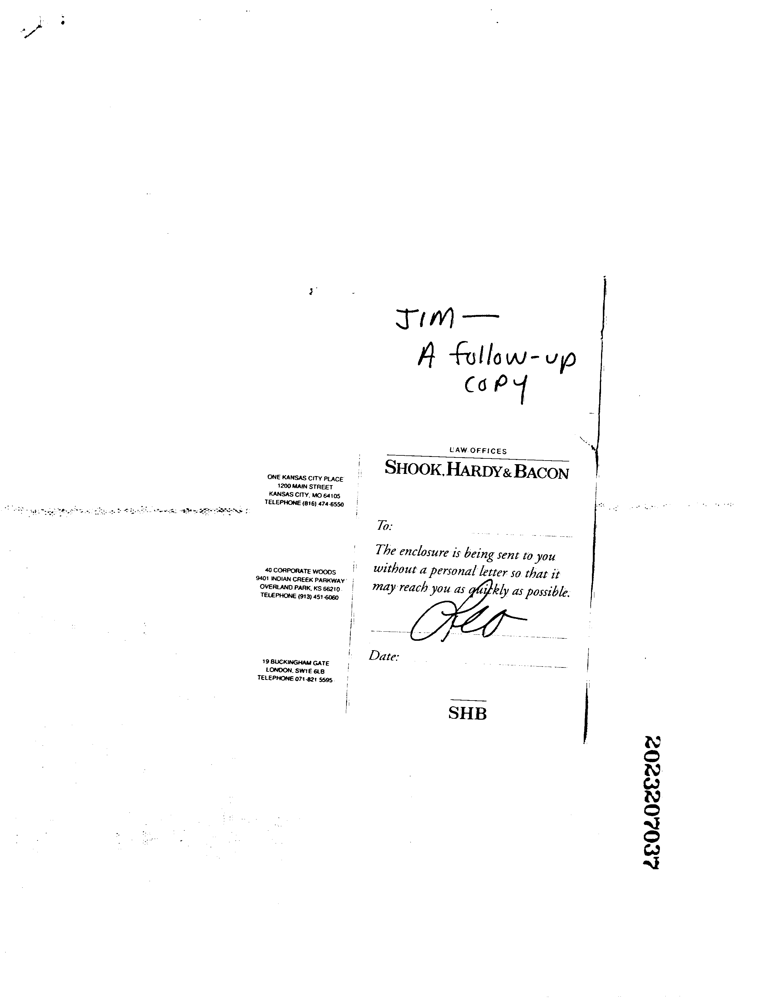 JIM —
A follow-up
copy
LAW OFFICES
SHOOK, HARDY & BACON
ONE KANSAS CITY PLACE
1200 MAIN STREET
KANSAS CITY, MO 64105
TELEPHONE (816) 474-6550
To:
The enclosure is being sent to you
without a personal letter so that it
may reach you as quickly as possible.
40 CORPORATE WOODS
9401 INDIAN CREEK PARKWAY
OVERLAND PARK, KS 66210
TELEPHONE (913) 451-6060
Leo
Date:
19 BUCKINGHAM GATE
LONDON, SW1E 6LB
TELEPHONE 071-821 5595
SHB
2023207037